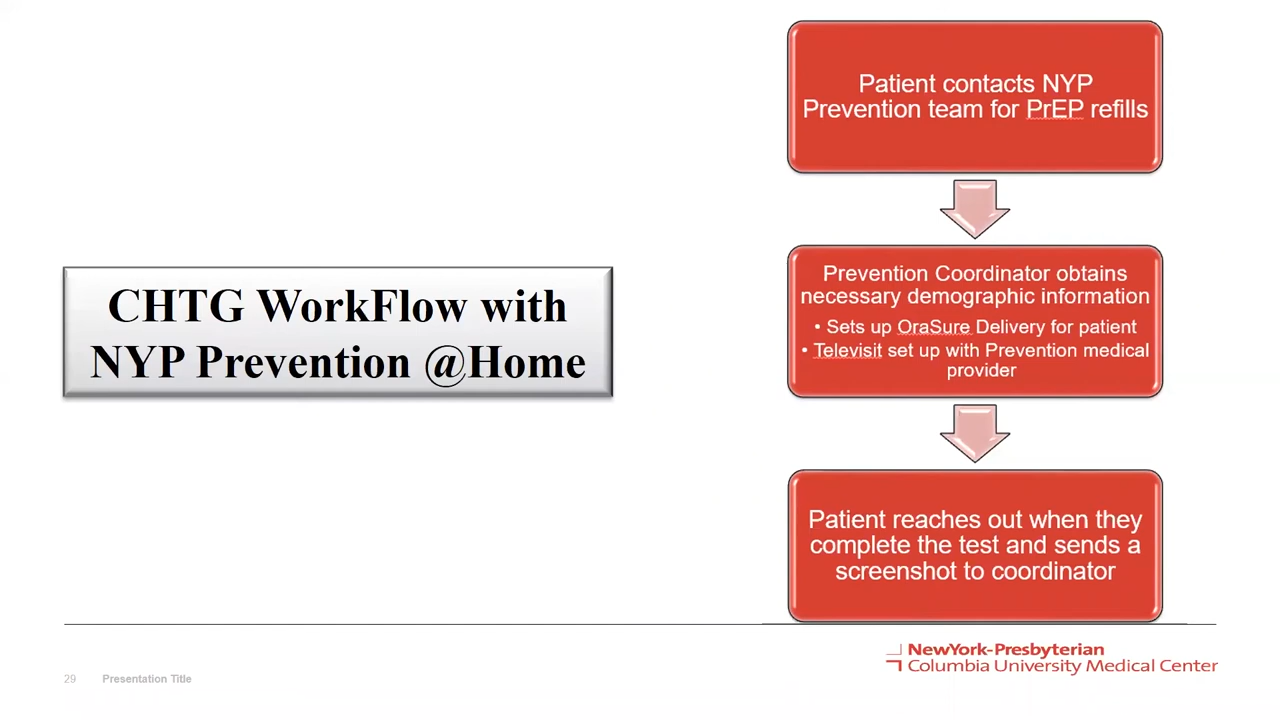 CHTG WorkFlow with
NYP Prevention @Home
Patient contacts NYP
Prevention team for PrEP refills
Prevention Coordinator obtains
necessary demographic information
• Sets up OraSure Delivery for patient
• Televisit set up with Prevention medical
provider
Patient reaches out when they
complete the test and sends a
screenshot to coordinator
29 Presentation Title
NewYork-Presbyterian
Columbia University Medical Center